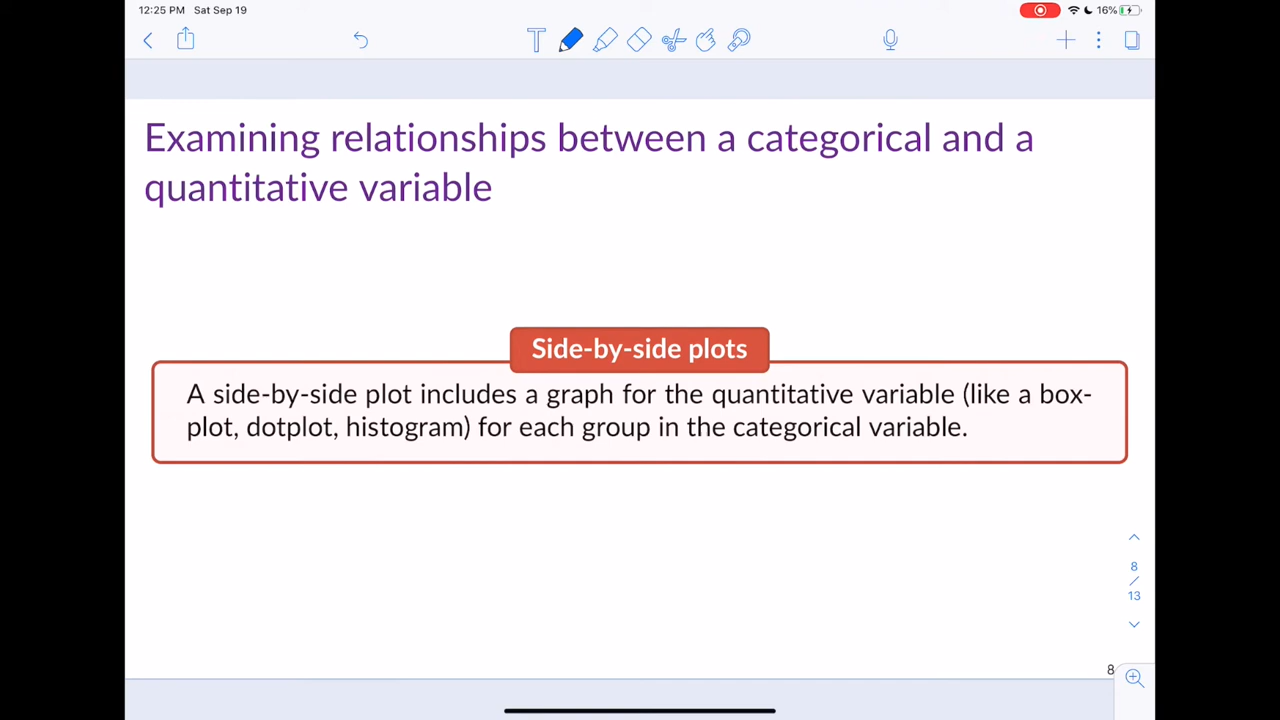 12:25 PM Sat Sep 19
16%
T
Examining relationships between a categorical and a
quantitative variable
Side-by-side plots
A side-by-side plot includes a graph for the quantitative variable (like a box-
plot, dotplot, histogram) for each group in the categorical variable.
8
/
13
8